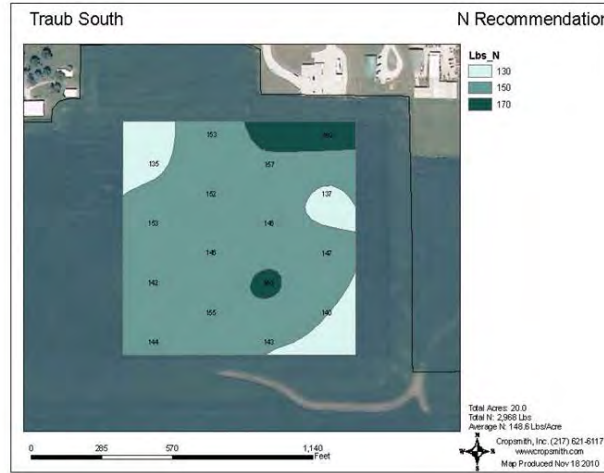 Traub South
N Recommendation
Lbs_N
130
150
170
153
135
157
152
137
153
146
147
142
155
144
143
Total Acres: 20.0
Total N: 2,968 Lbs
Average N: 148.6 Lbs/Acre
Cropsmith, Inc. (217) 621-6117
www.cropsmith.com
Map Produced Nov 18 2010
0 285 570 1,140
Feet